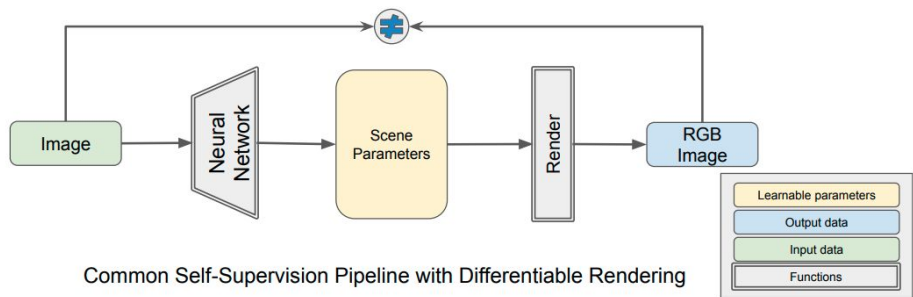 Image
Neural
Network
Scene
Parameters
Render
RGB
Image
Learnable parameters
Output data
Input data
Functions
Common Self-Supervision Pipeline with Differentiable Rendering